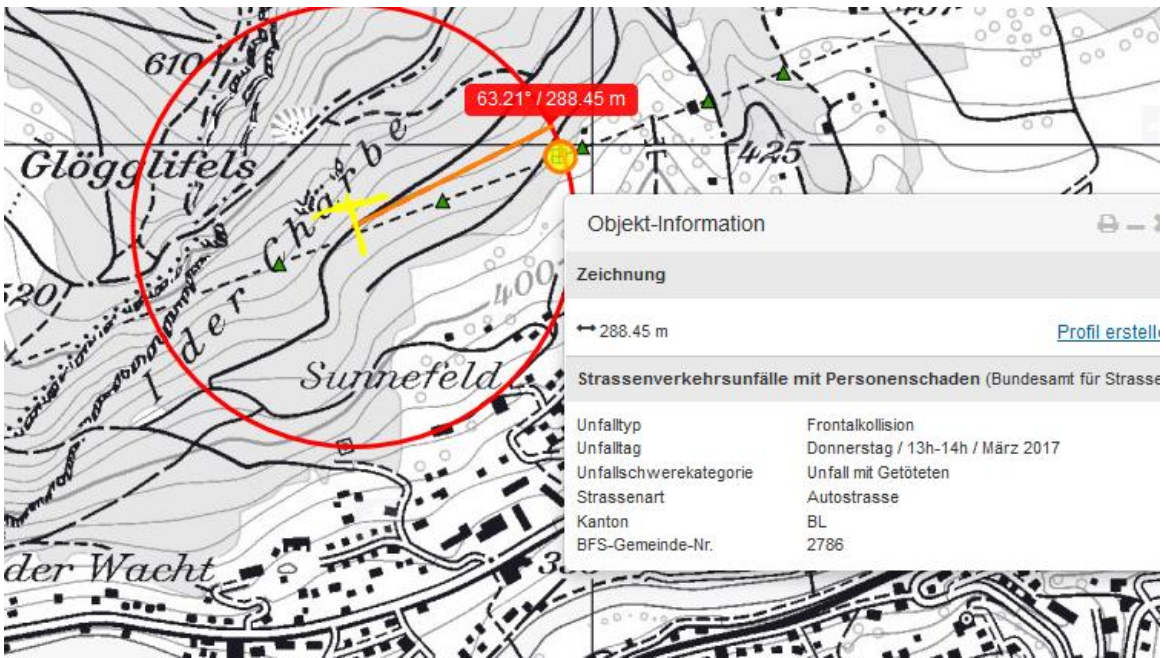 610
63.21° / 288.45 m
Glögglifels
425
I der Charbe
Objekt-Information
Zeichnung
520
400
288.45 m
Profil erstelle
Sunnefeld
Strassenverkehrsunfälle mit Personenschaden (Bundesamt für Strasse
Unfalltyp Frontalkollision
Unfalltag Donnerstag / 13h-14h / März 2017
Unfallschwerekategorie Unfall mit Getöteten
Strassenart Autostrasse
Kanton BL
BFS-Gemeinde-Nr. 2786
der Wacht